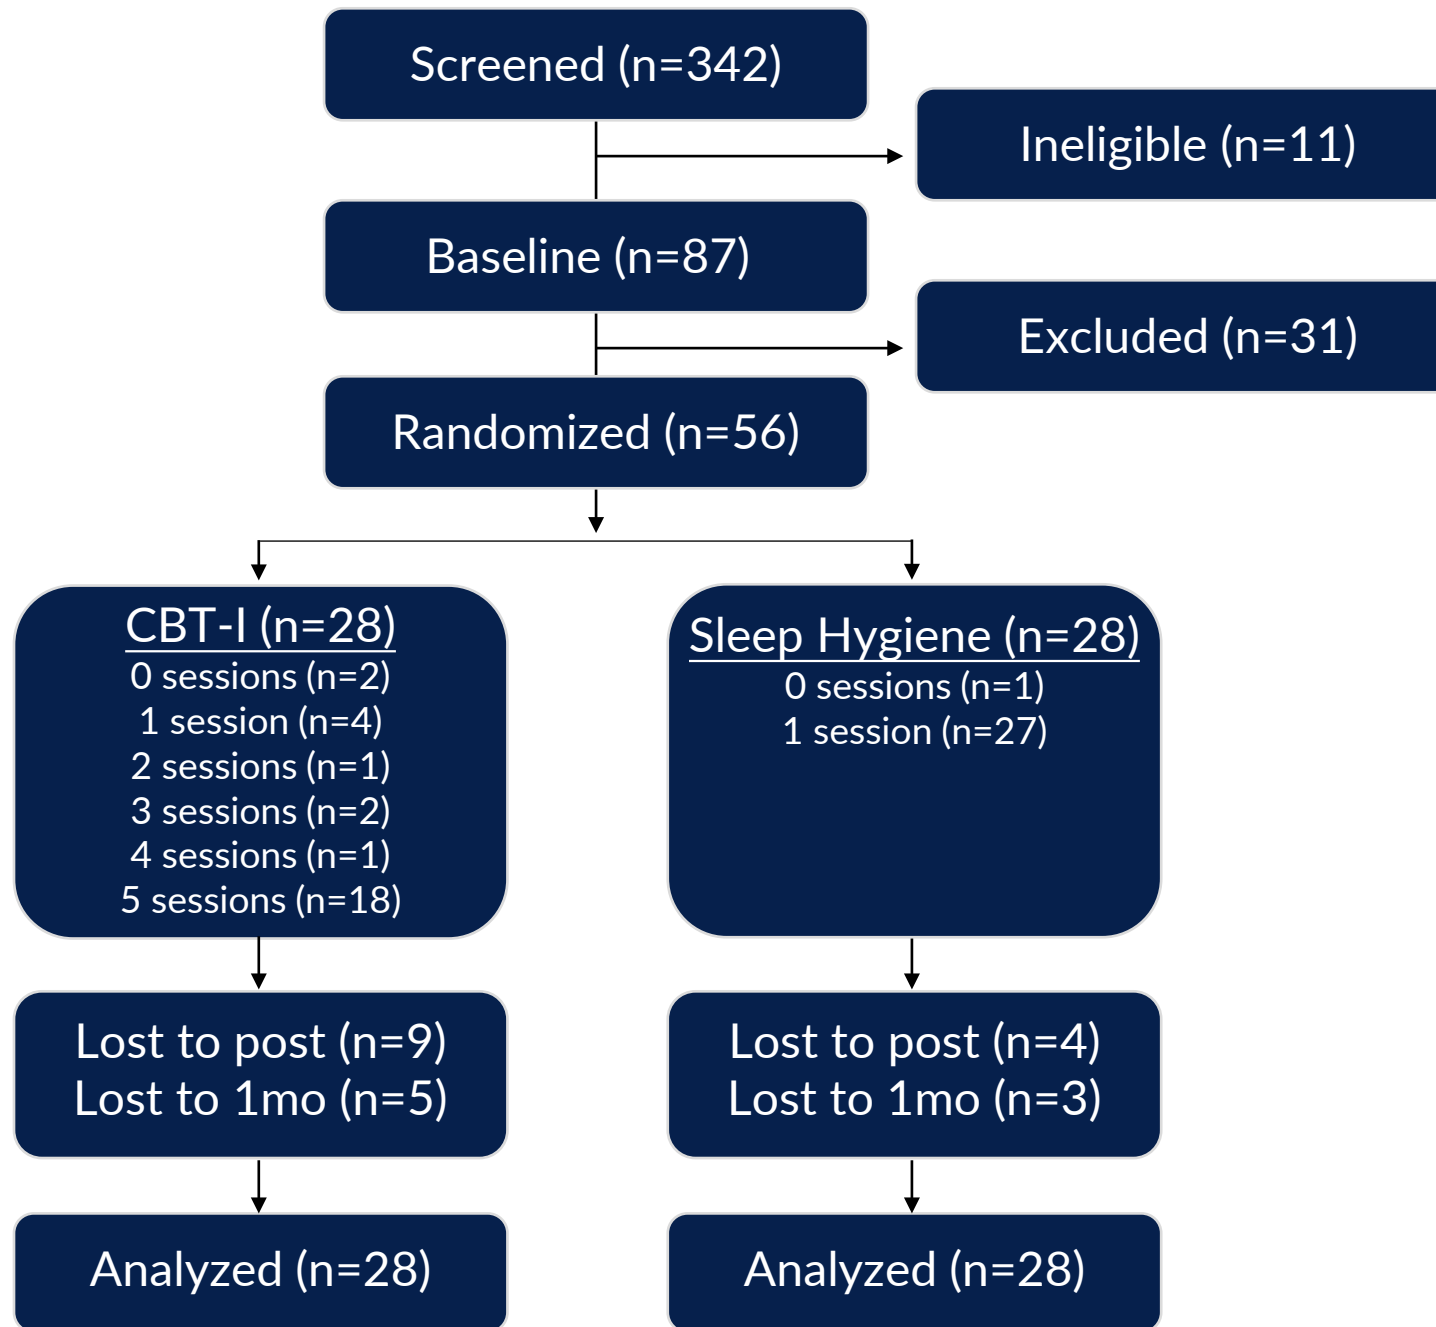 Screened (n=342)
Ineligible (n=11)
Baseline (n=87)
Excluded (n=31)
Randomized (n=56)
CBT-I (n=28)
0 sessions (n=2)
1 session (n=4)
2 sessions (n=1)
3 sessions (n=2)
4 sessions (n=1)
5 sessions (n=18)
Sleep Hygiene (n=28)
0 sessions (n=1)
1 session (n=27)
Lost to post (n=9)
Lost to 1mo (n=5)
Lost to post (n=4)
Lost to 1mo (n=3)
Analyzed (n=28)
Analyzed (n=28)